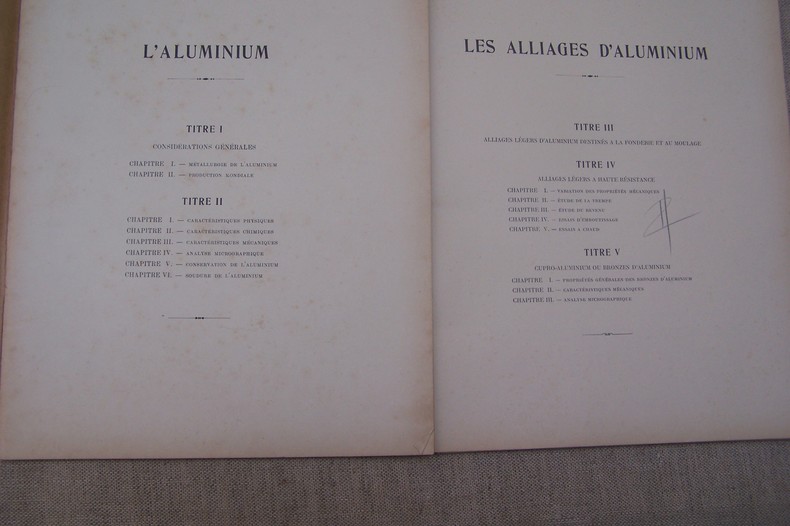 L'ALUMINIUM
TITRE I
CONSIDÉRATIONS GÉNÉRALES
CHAPITRE I. — MÉTALLURGIE DE L'ALUMINIUM
CHAPITRE II. — PRODUCTION MONDIALE
TITRE II
CHAPITRE I. — CARACTÉRISTIQUES PHYSIQUES
CHAPITRE II. — CARACTÉRISTIQUES CHIMIQUES
CHAPITRE III. — CARACTÉRISTIQUES MÉCANIQUES
CHAPITRE IV. — ANALYSE MICROGRAPHIQUE
CHAPITRE V. — CONSERVATION DE L'ALUMINIUM
CHAPITRE VI. — SOUDURE DE L'ALUMINIUM
LES ALLIAGES D'ALUMINIUM
TITRE III
ALLIAGES LÉGERS D'ALUMINIUM DESTINÉS A LA FONDERIE ET AU MOULAGE
TITRE IV
ALLIAGES LÉGERS A HAUTE RÉSISTANCE
CHAPITRE I. — VARIATION DES PROPRIÉTÉS MÉCANIQUES
CHAPITRE II. — ÉTUDE DE LA TREMPE
CHAPITRE III. — ÉTUDE DU REVENU
CHAPITRE IV. — ESSAIS D'EMBOUTISSAGE
CHAPITRE V. — ESSAIS A CHAUD
TITRE V
CUPRO-ALUMINIUM OU BRONZES D'ALUMINIUM
CHAPITRE I. — PROPRIÉTÉS GÉNÉRALES DES BRONZES D'ALUMINIUM
CHAPITRE II. — CARACTÉRISTIQUES MÉCANIQUES
CHAPITRE III. — ANALYSE MICROGRAPHIQUE